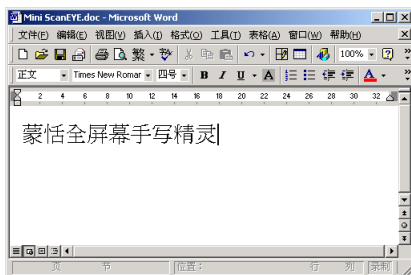 Mini ScanEYE.doc - Microsoft Word
文件(F) 编辑(E) 视图(V) 插入(I) 格式(O) 工具(T) 表格(A) 窗口(W) 帮助(H)
繁 100%
正文 Times New Romar 四号 B I U A A
2 4 6 8 10 12 14 16 18 20 22 24 26 28 30 32
蒙恬全屏幕手写精灵
页 节 位置: 行 列 录制